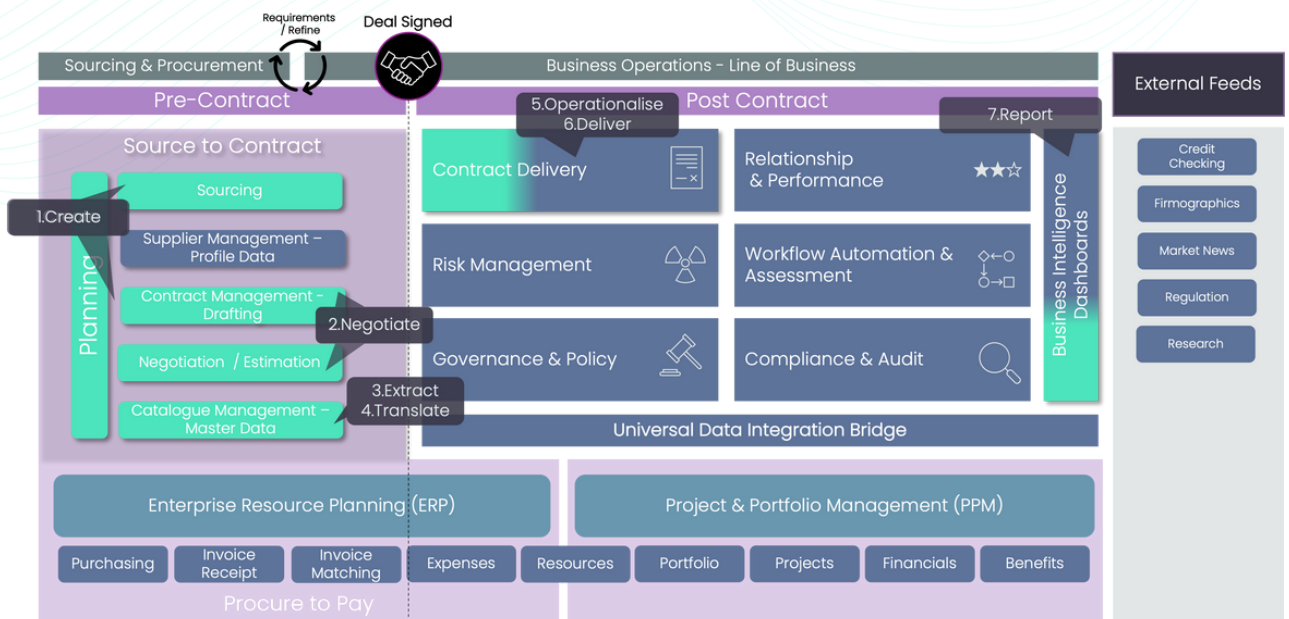 Requirements
/ Refine
Deal Signed
Sourcing & Procurement
Business Operations - Line of Business
External Feeds
Pre-Contract
Post Contract
5.Operationalise
6.Deliver
7.Report
Source to Contract
Planning
Sourcing
1.Create
Supplier Management –
Profile Data
Contract Management -
Drafting
2.Negotiate
Negotiation / Estimation
3.Extract
4.Translate
Catalogue Management –
Master Data
Contract Delivery
Relationship
& Performance
Risk Management
Workflow Automation &
Assessment
Governance & Policy
Compliance & Audit
Business Intelligence
Dashboards
Universal Data Integration Bridge
Credit
Checking
Firmographics
Market News
Regulation
Research
Enterprise Resource Planning (ERP)
Project & Portfolio Management (PPM)
Purchasing
Invoice
Receipt
Invoice
Matching
Expenses
Resources
Portfolio
Projects
Financials
Benefits
Procure to Pay